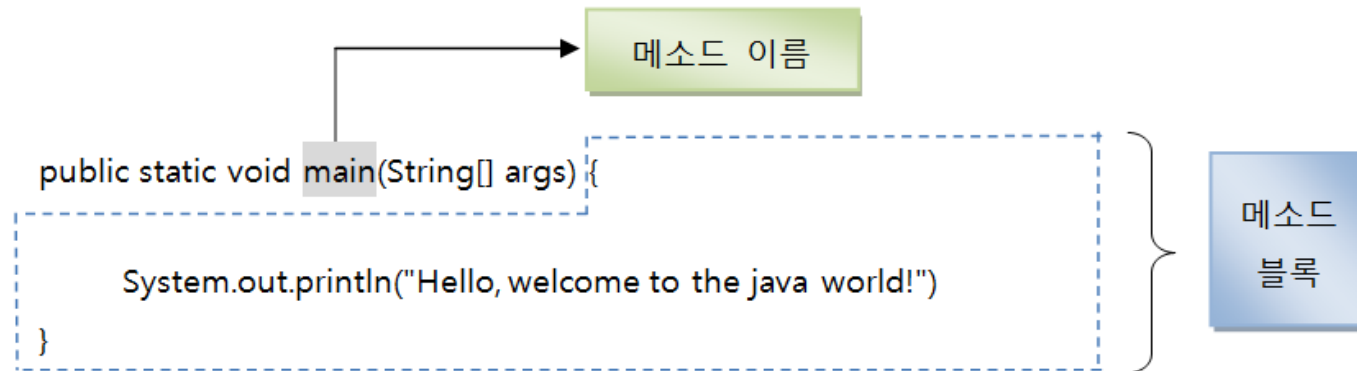 메소드 이름
public static void main(String[] args) {
메소드
블록
System.out.println("Hello, welcome to the java world!")
}